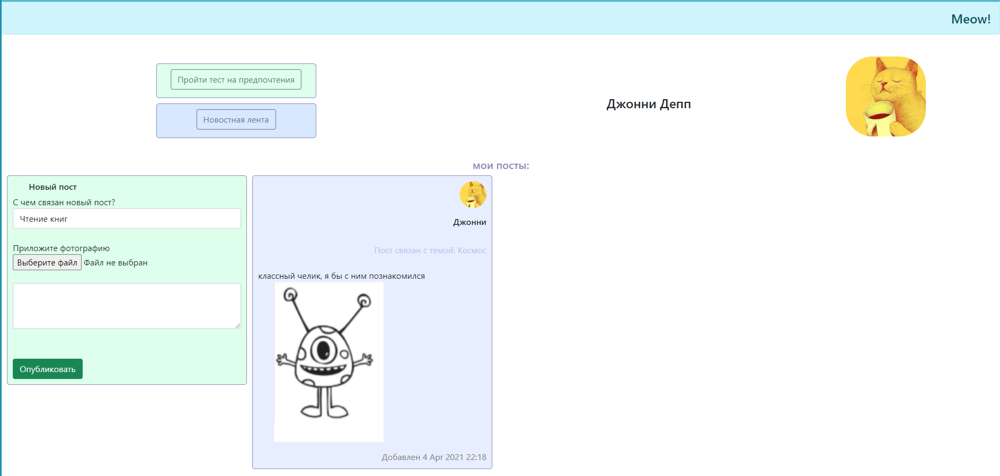 Meow!
Пройти тест на предпочтения
Новостная лента
Джонни Депп
мои посты:
Новый пост
С чем связан новый пост?
Чтение книг
Приложите фотографию
Выберите файл Файл не выбран
Опубликовать
Джонни
Пост связан с темой: Космос
классный челик, я бы с ним познакомился
Добавлен 4 Apr 2021 22:18